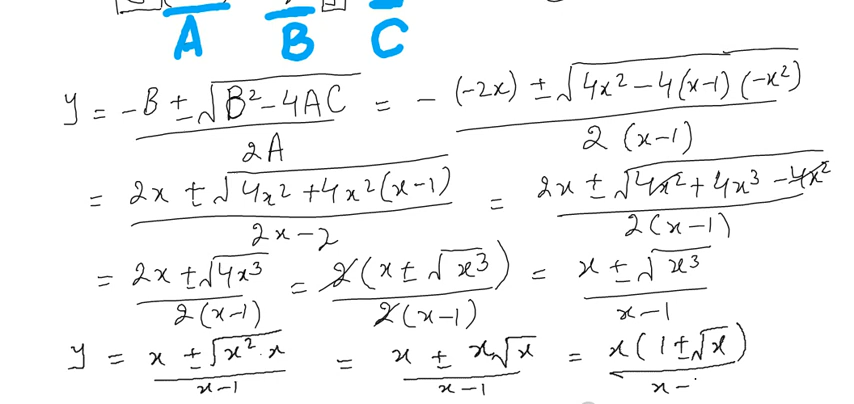 A B C
y = (-B ± √(B² - 4AC)) / 2A = (-(-2x) ± √(4x² - 4(x-1)(-x²))) / 2(x-1)
= (2x ± √(4x² + 4x²(x-1))) / (2x-2) = (2x ± √(4x² + 4x³ - 4x²)) / 2(x-1)
= (2x ± √(4x³)) / 2(x-1) = 2(x ± √(x³)) / 2(x-1) = (x ± √(x³)) / (x-1)
y = (x ± √(x²·x)) / (x-1) = (x ± x√x) / (x-1) = x(1 ± √x) / x-